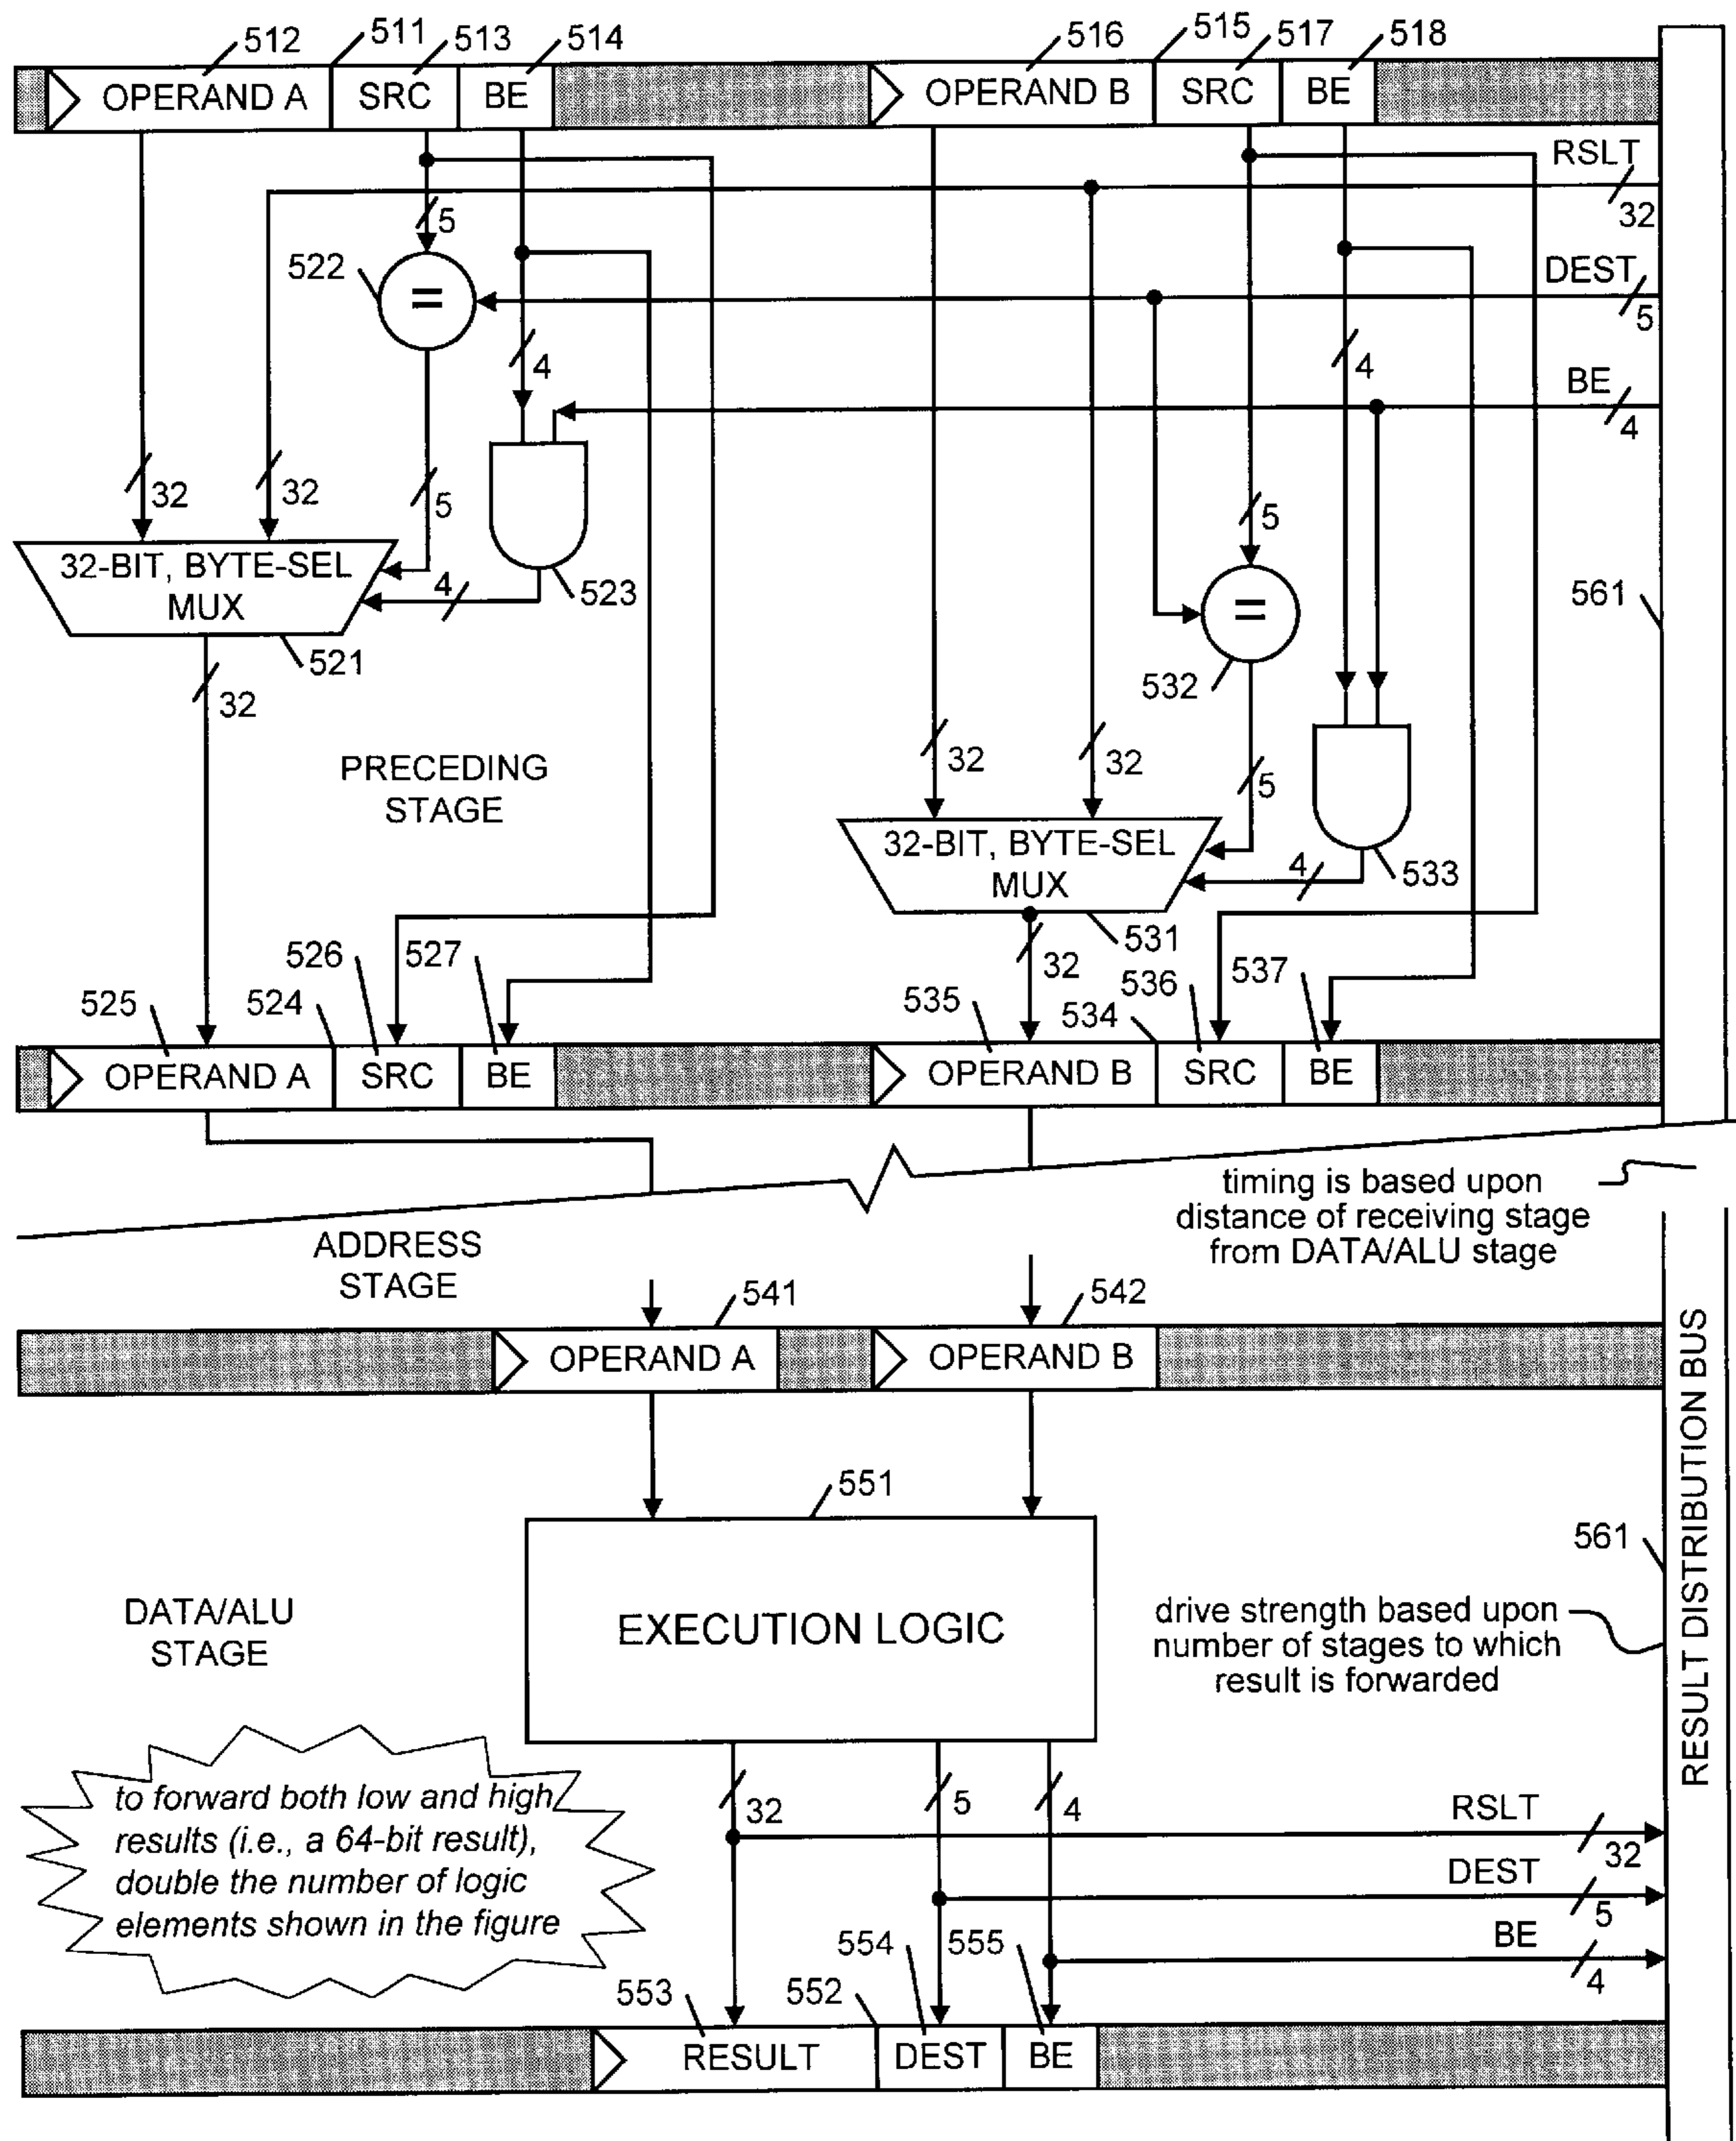 512
511
513
514
516
515
517
518
OPERAND A
SRC
BE
OPERAND B
SRC
BE
RSLT
32
5
522
=
DEST
5
4
4
BE
4
32
32
5
5
32-BIT, BYTE-SEL
MUX
4
523
=
561
521
532
32
32
32
5
PRECEDING
STAGE
32-BIT, BYTE-SEL
MUX
4
533
531
32
526
527
536
537
525
524
535
534
OPERAND A
SRC
BE
OPERAND B
SRC
BE
timing is based upon
distance of receiving stage
from DATA/ALU stage
ADDRESS
STAGE
541
542
OPERAND A
OPERAND B
RESULT DISTRIBUTION BUS
551
561
EXECUTION LOGIC
DATA/ALU
STAGE
drive strength based upon
number of stages to which
result is forwarded
to forward both low and high
results (i.e., a 64-bit result),
double the number of logic
elements shown in the figure
32
5
4
RSLT
32
DEST
5
BE
4
553
552
554
555
RESULT
DEST
BE